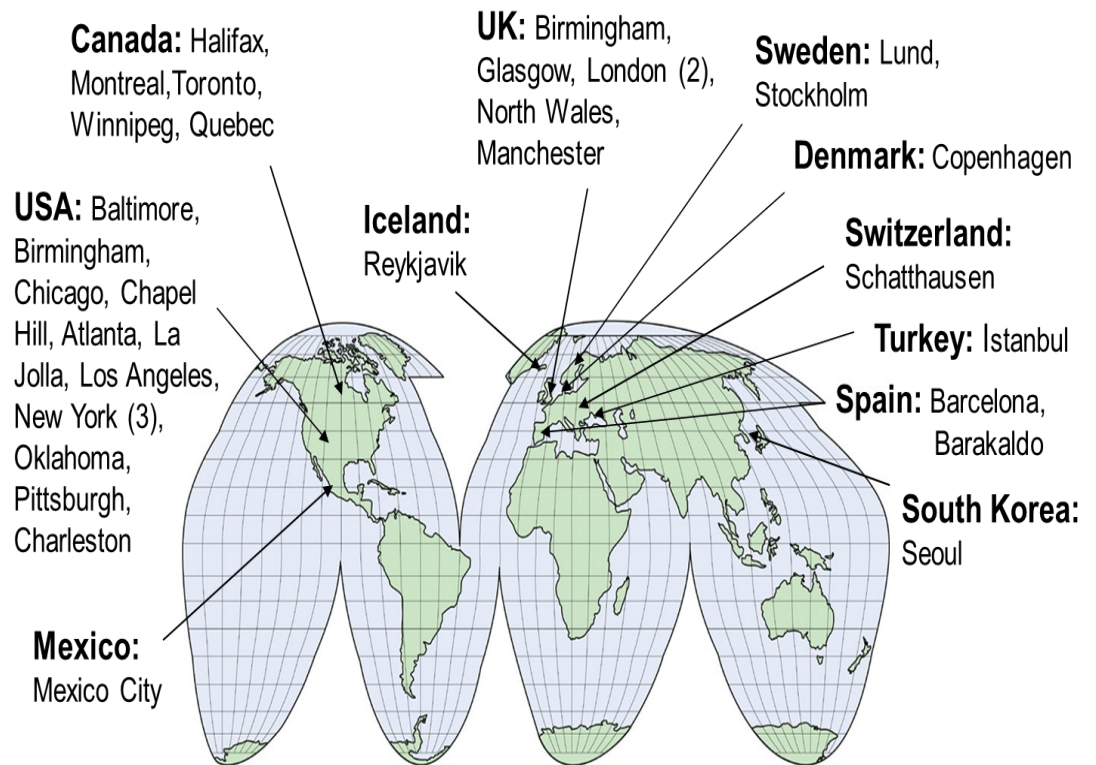 Canada: Halifax,
Montreal,Toronto,
Winnipeg, Quebec
UK: Birmingham,
Glasgow, London (2),
North Wales,
Manchester
Sweden: Lund,
Stockholm
Denmark: Copenhagen
USA: Baltimore,
Birmingham,
Chicago, Chapel
Hill, Atlanta, La
Jolla, Los Angeles,
New York (3),
Oklahoma,
Pittsburgh,
Charleston
Iceland:
Reykjavik
Switzerland:
Schatthausen
Turkey: İstanbul
Spain: Barcelona,
Barakaldo
South Korea:
Seoul
Mexico:
Mexico City